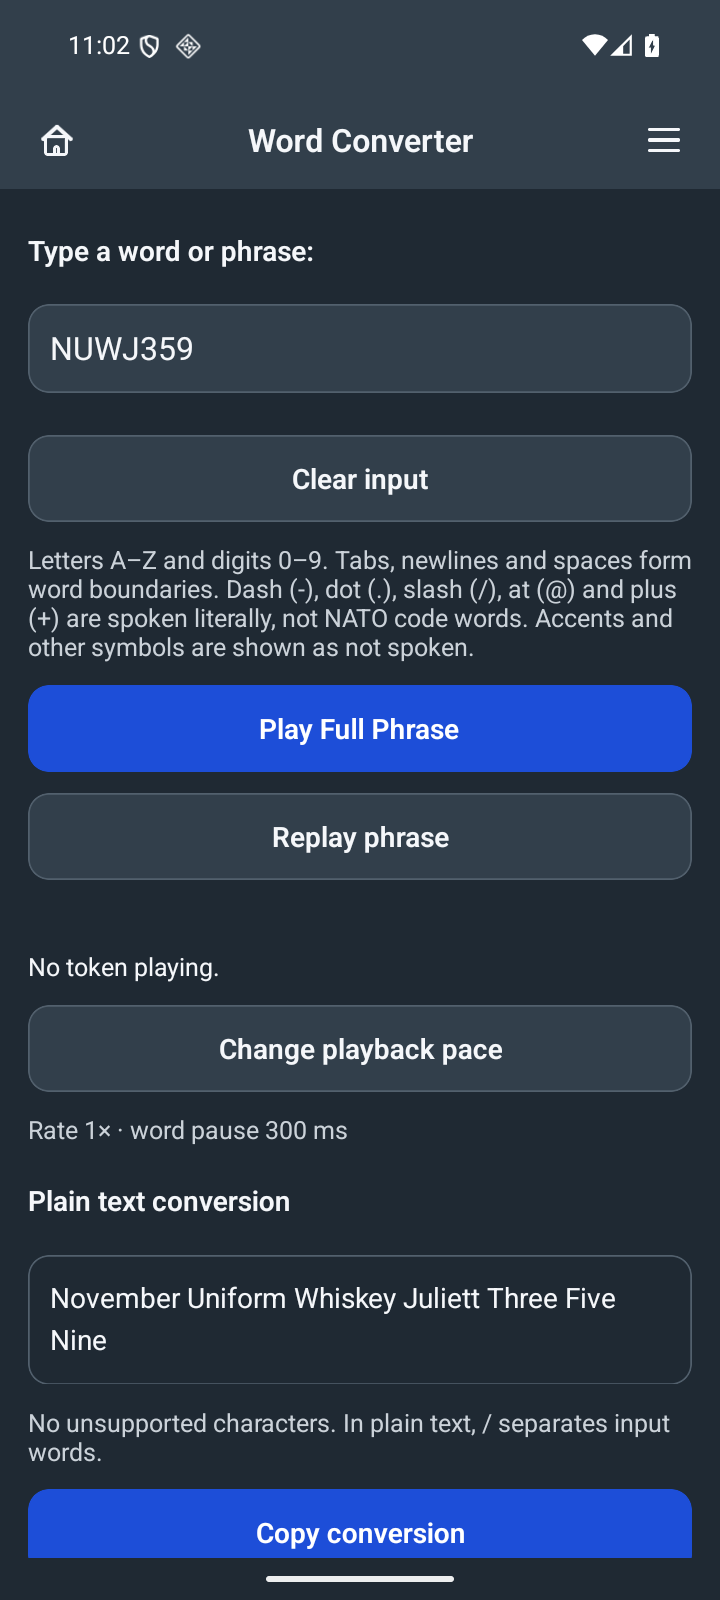 11:02
Word Converter
Type a word or phrase:
NUWJ359
Clear input
Letters A–Z and digits 0–9. Tabs, newlines and spaces form
word boundaries. Dash (-), dot (.), slash (/), at (@) and plus
(+) are spoken literally, not NATO code words. Accents and
other symbols are shown as not spoken.
Play Full Phrase
Replay phrase
No token playing.
Change playback pace
Rate 1× · word pause 300 ms
Plain text conversion
November Uniform Whiskey Juliett Three Five
Nine
No unsupported characters. In plain text, / separates input
words.
Copy conversion